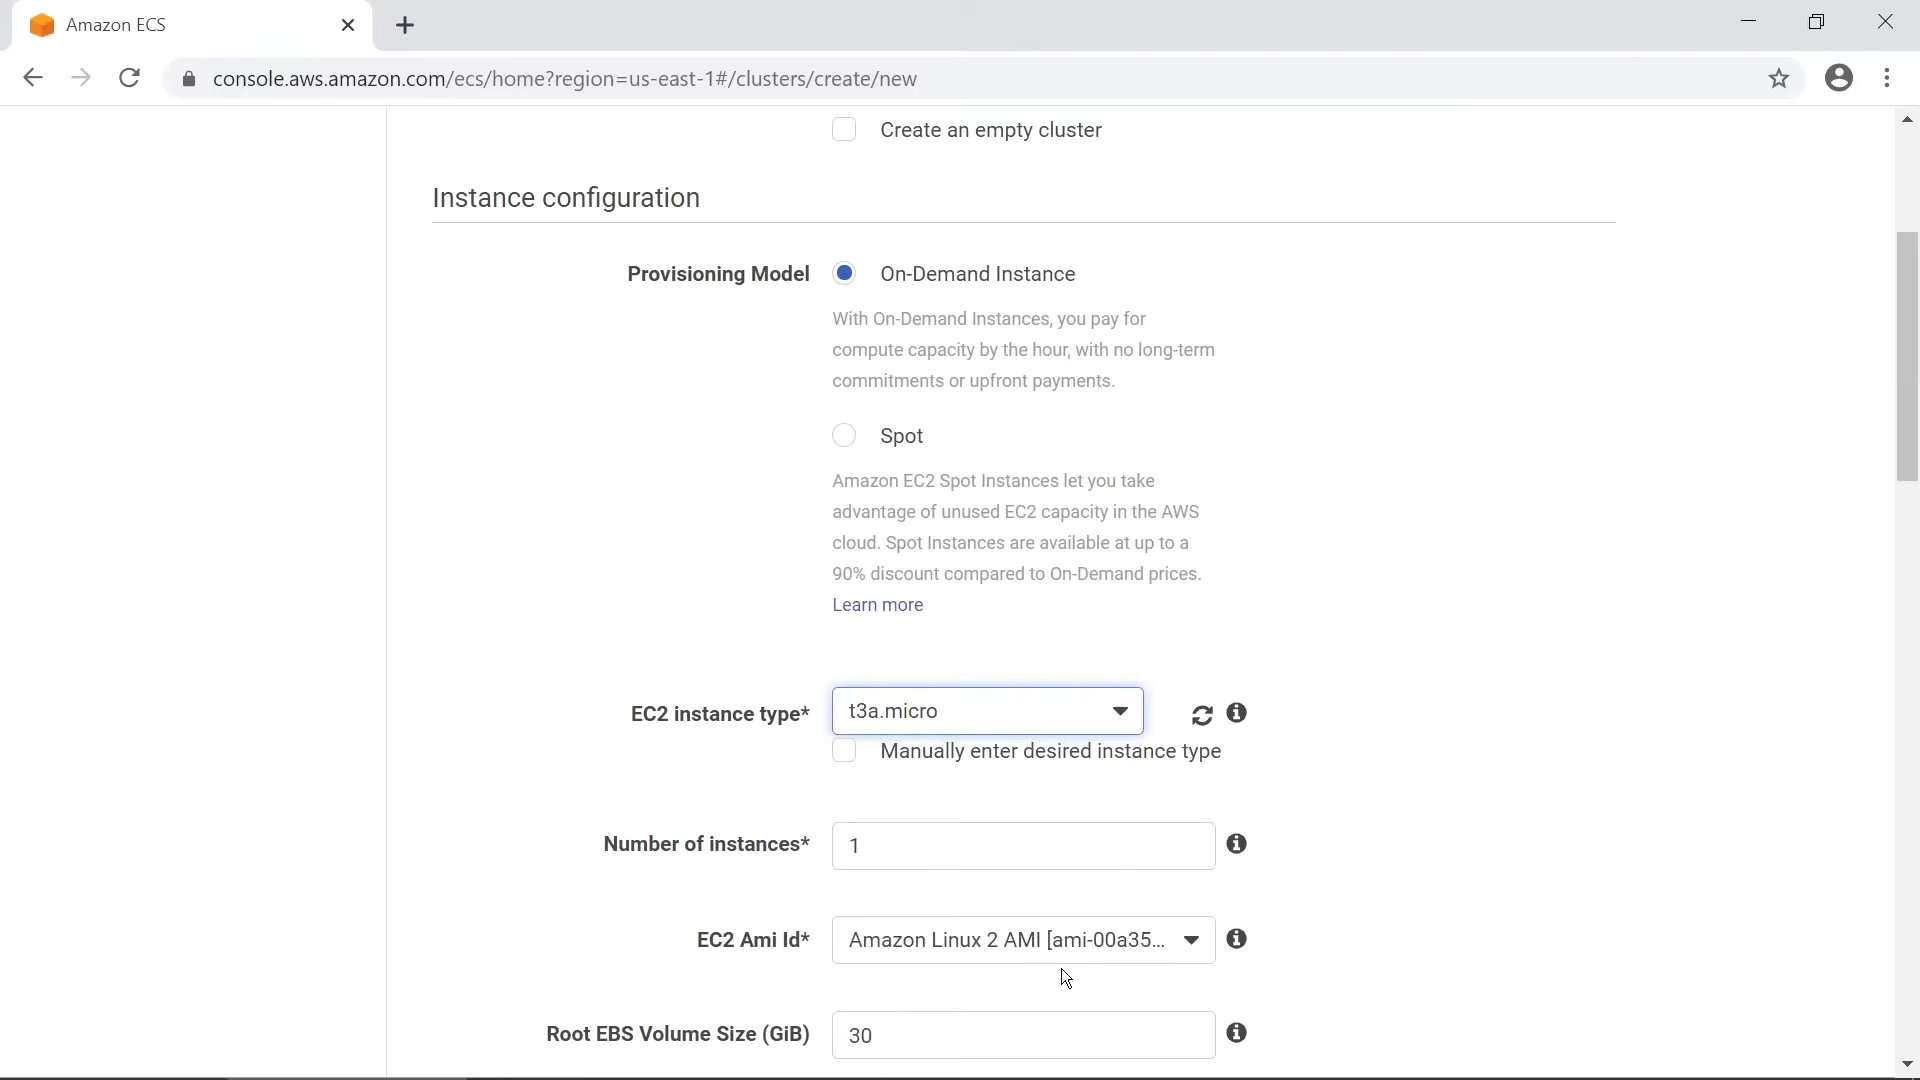 Amazon ECS
console.aws.amazon.com/ecs/home?region=us-east-1#/clusters/create/new
Create an empty cluster
Instance configuration
Provisioning Model
On-Demand Instance
With On-Demand Instances, you pay for
compute capacity by the hour, with no long-term
commitments or upfront payments.
Spot
Amazon EC2 Spot Instances let you take
advantage of unused EC2 capacity in the AWS
cloud. Spot Instances are available at up to a
90% discount compared to On-Demand prices.
Learn more
EC2 instance type*
t3a.micro
Manually enter desired instance type
Number of instances*
1
EC2 Ami Id*
Amazon Linux 2 AMI [ami-00a35...
Root EBS Volume Size (GiB)
30